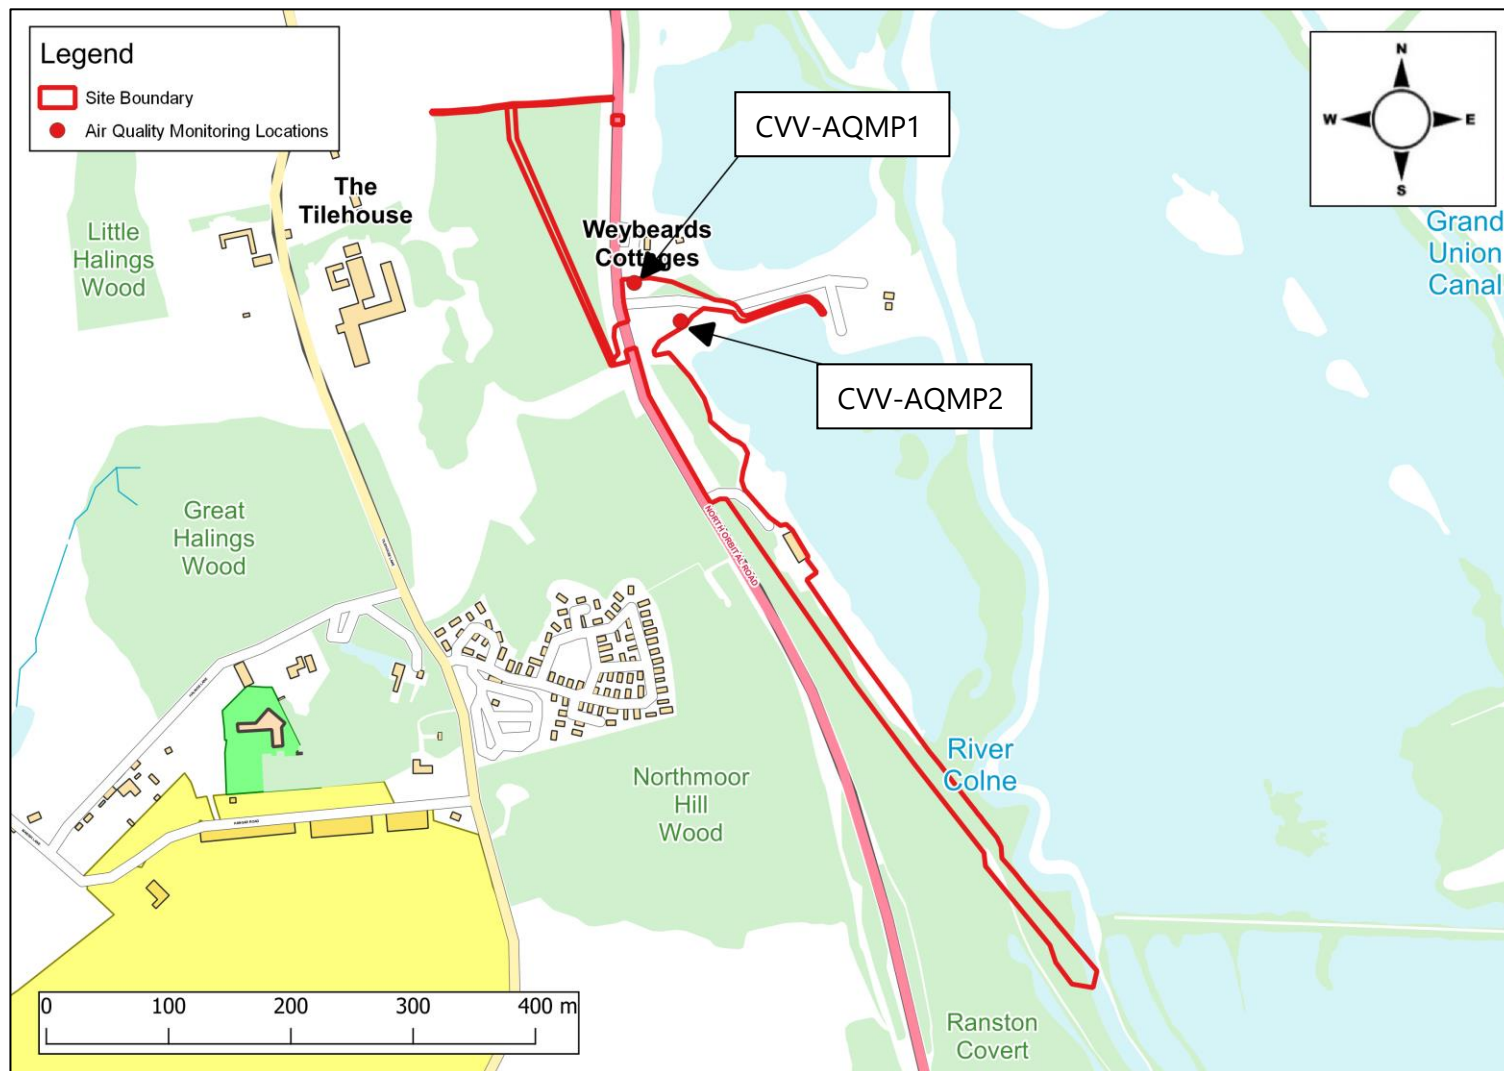 Legend
Site Boundary
Air Quality Monitoring Locations
CVV-AQMP1
N
W
E
S
The
Tilehouse
Little
Halings
Wood
Weybeards
Cottages
Grand
Union
Canal
CVV-AQMP2
Great
Halings
Wood
NORTH ORBITAL ROAD
River
Colne
Northmoor
Hill
Wood
0 100 200 300 400 m
Ranston
Covert